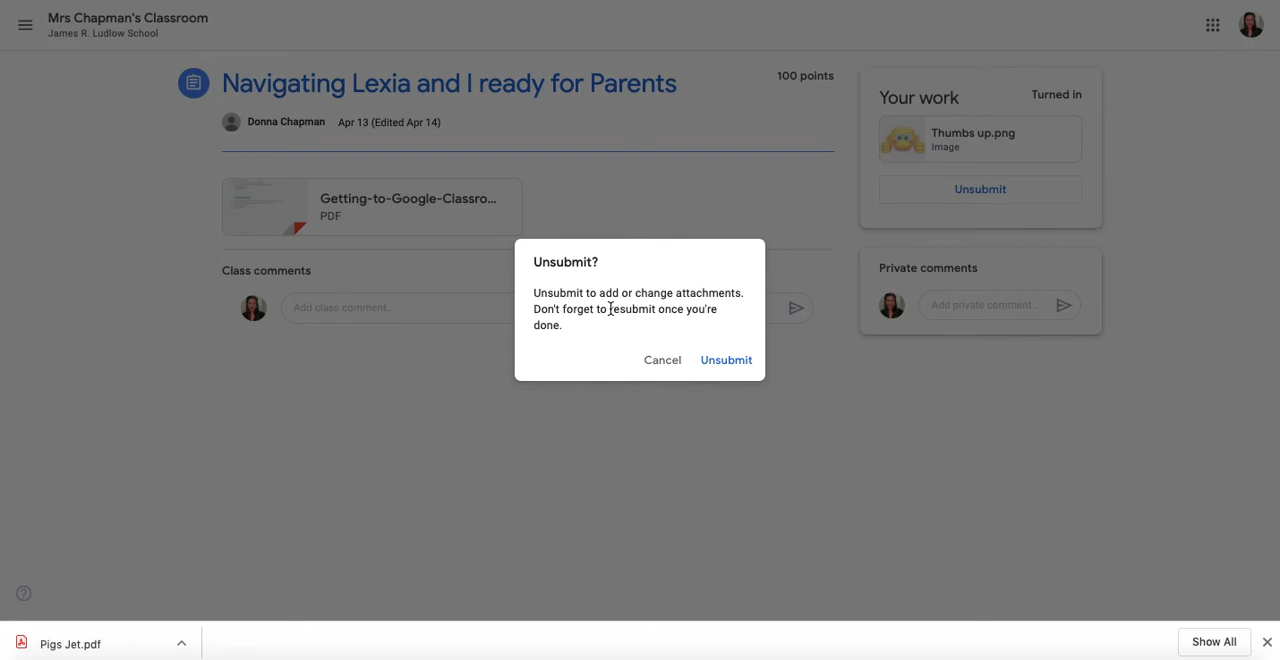 Mrs Chapman's Classroom
James R. Ludlow School
Navigating Lexia and I ready for Parents
100 points
Donna Chapman Apr 13 (Edited Apr 14)
Getting-to-Google-Classro...
PDF
Class comments
Add class comment...
Your work
Turned in
Thumbs up.png
Image
Unsubmit
Private comments
Add private comment...
Unsubmit?
Unsubmit to add or change attachments.
Don't forget to resubmit once you're
done.
Cancel Unsubmit
Pigs Jet.pdf
Show All